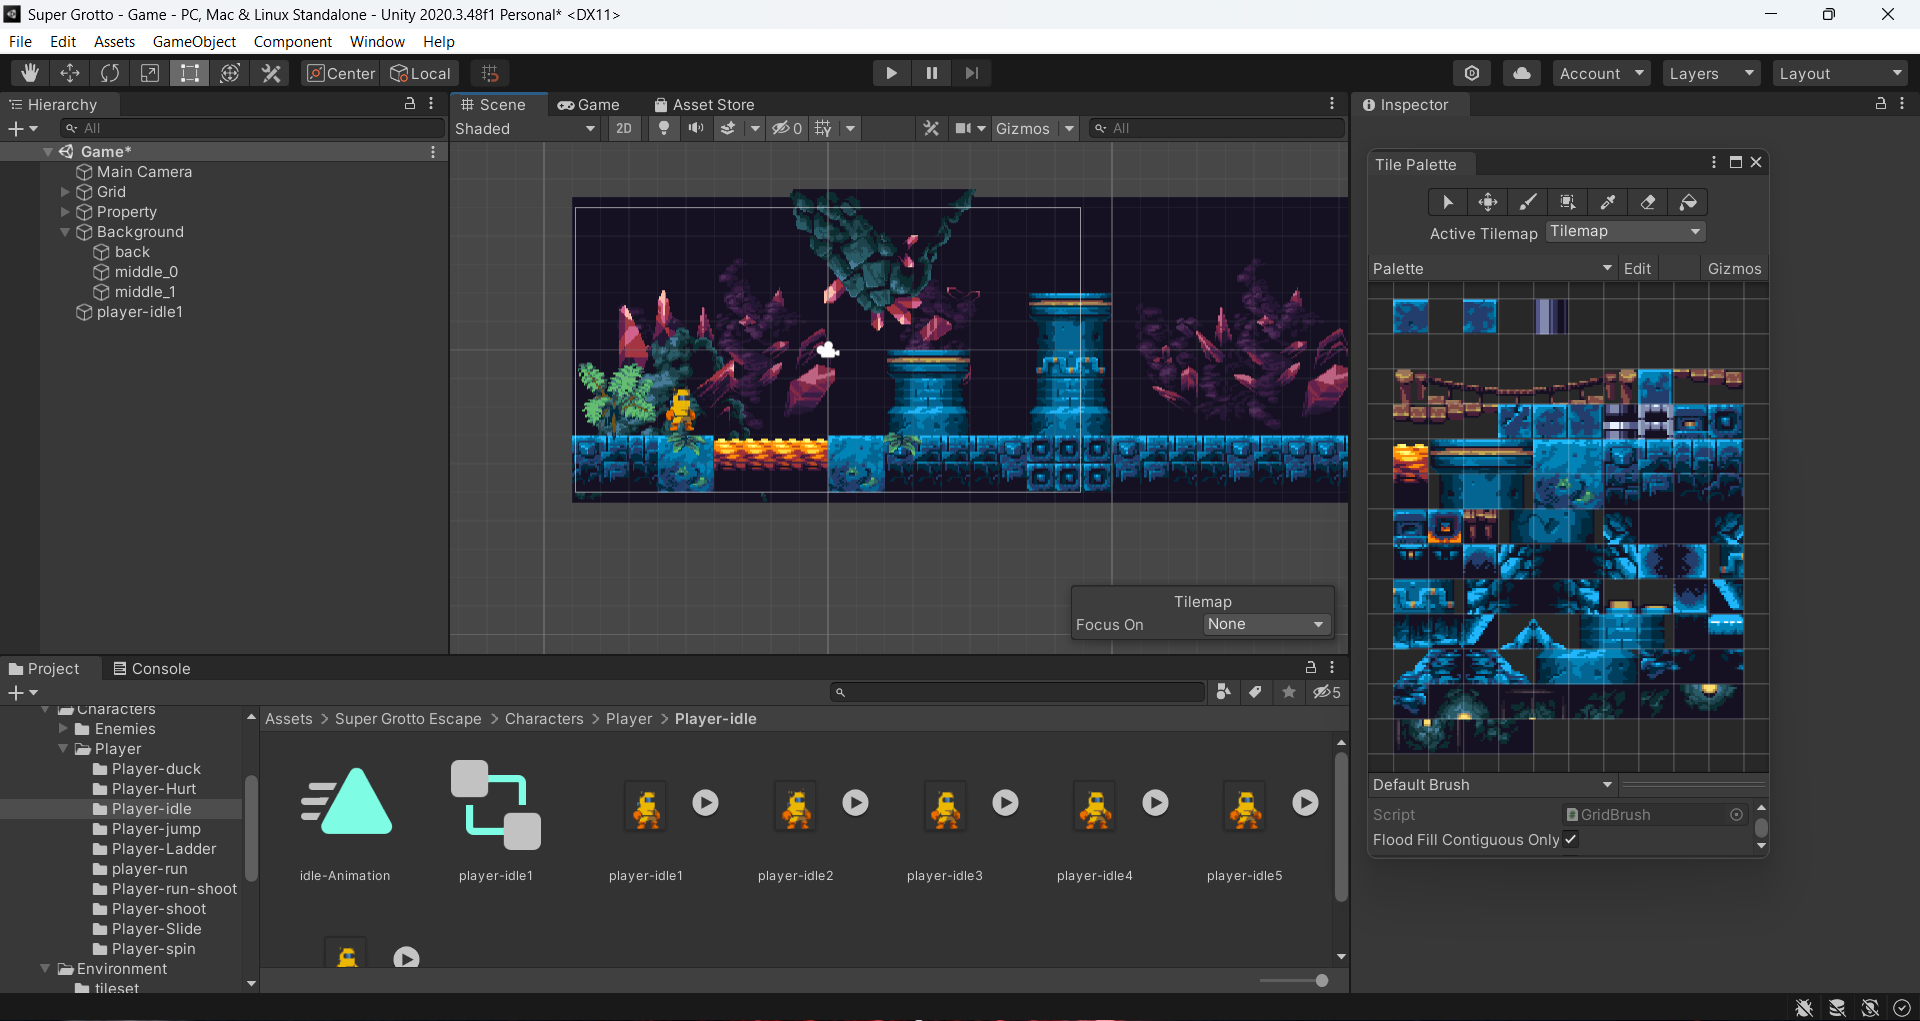 Super Grotto - Game - PC, Mac & Linux Standalone - Unity 2020.3.48f1 Personal* <DX11>
File Edit Assets GameObject Component Window Help
Center Local Account Layers Layout
Hierarchy
All
Game*
Main Camera
Grid
Property
Background
back
middle_0
middle_1
player-idle1
Scene Game Asset Store
Shaded 2D 0 Gizmos All
Tilemap
Focus On None
Inspector
Tile Palette
Active Tilemap Tilemap
Palette Edit Gizmos
Default Brush
Script GridBrush
Flood Fill Contiguous Only
Project Console
5
Characters
Enemies
Player
Player-duck
Player-Hurt
Player-idle
Player-jump
Player-Ladder
player-run
Player-run-shoot
Player-shoot
Player-Slide
Player-spin
Environment
tileset
Assets > Super Grotto Escape > Characters > Player > Player-idle
idle-Animation player-idle1 player-idle1 player-idle2 player-idle3 player-idle4 player-idle5